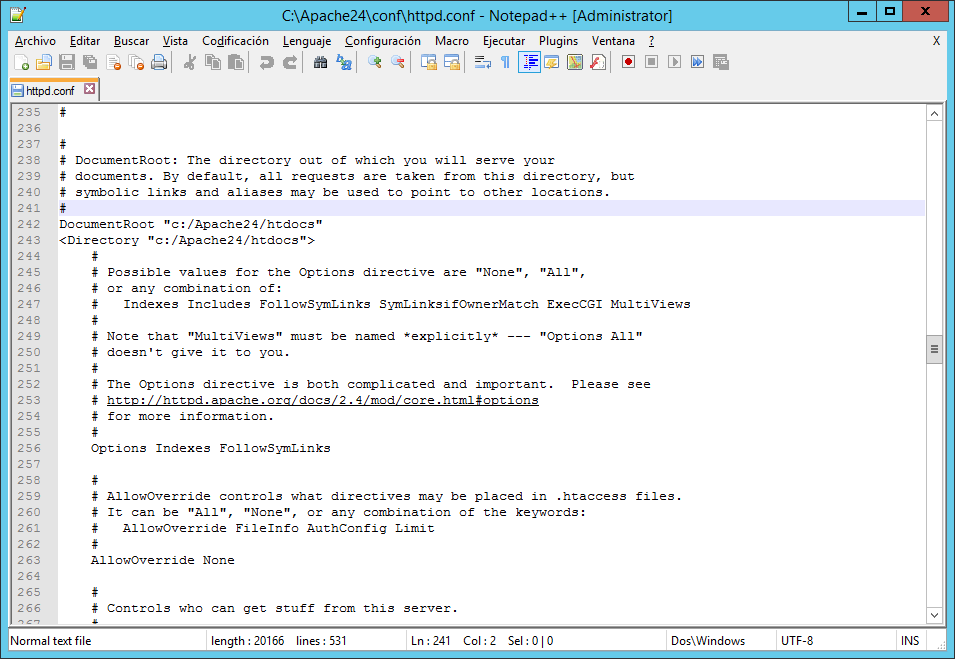 C:\Apache24\conf\httpd.conf - Notepad++ [Administrator]
Archivo Editar Buscar Vista Codificación Lenguaje Configuración Macro Ejecutar Plugins Ventana ? X
httpd.conf
235 #
236
237 #
238 # DocumentRoot: The directory out of which you will serve your
239 # documents. By default, all requests are taken from this directory, but
240 # symbolic links and aliases may be used to point to other locations.
241 #
242 DocumentRoot "c:/Apache24/htdocs"
243 <Directory "c:/Apache24/htdocs">
244 #
245 # Possible values for the Options directive are "None", "All",
246 # or any combination of:
247 # Indexes Includes FollowSymLinks SymLinksifOwnerMatch ExecCGI MultiViews
248 #
249 # Note that "MultiViews" must be named *explicitly* --- "Options All"
250 # doesn't give it to you.
251 #
252 # The Options directive is both complicated and important. Please see
253 # http://httpd.apache.org/docs/2.4/mod/core.html#options
254 # for more information.
255 #
256 Options Indexes FollowSymLinks
257
258 #
259 # AllowOverride controls what directives may be placed in .htaccess files.
260 # It can be "All", "None", or any combination of the keywords:
261 # AllowOverride FileInfo AuthConfig Limit
262 #
263 AllowOverride None
264
265 #
266 # Controls who can get stuff from this server.
267 #
Normal text file length : 20166 lines : 531 Ln : 241 Col : 2 Sel : 0 | 0 Dos\Windows UTF-8 INS